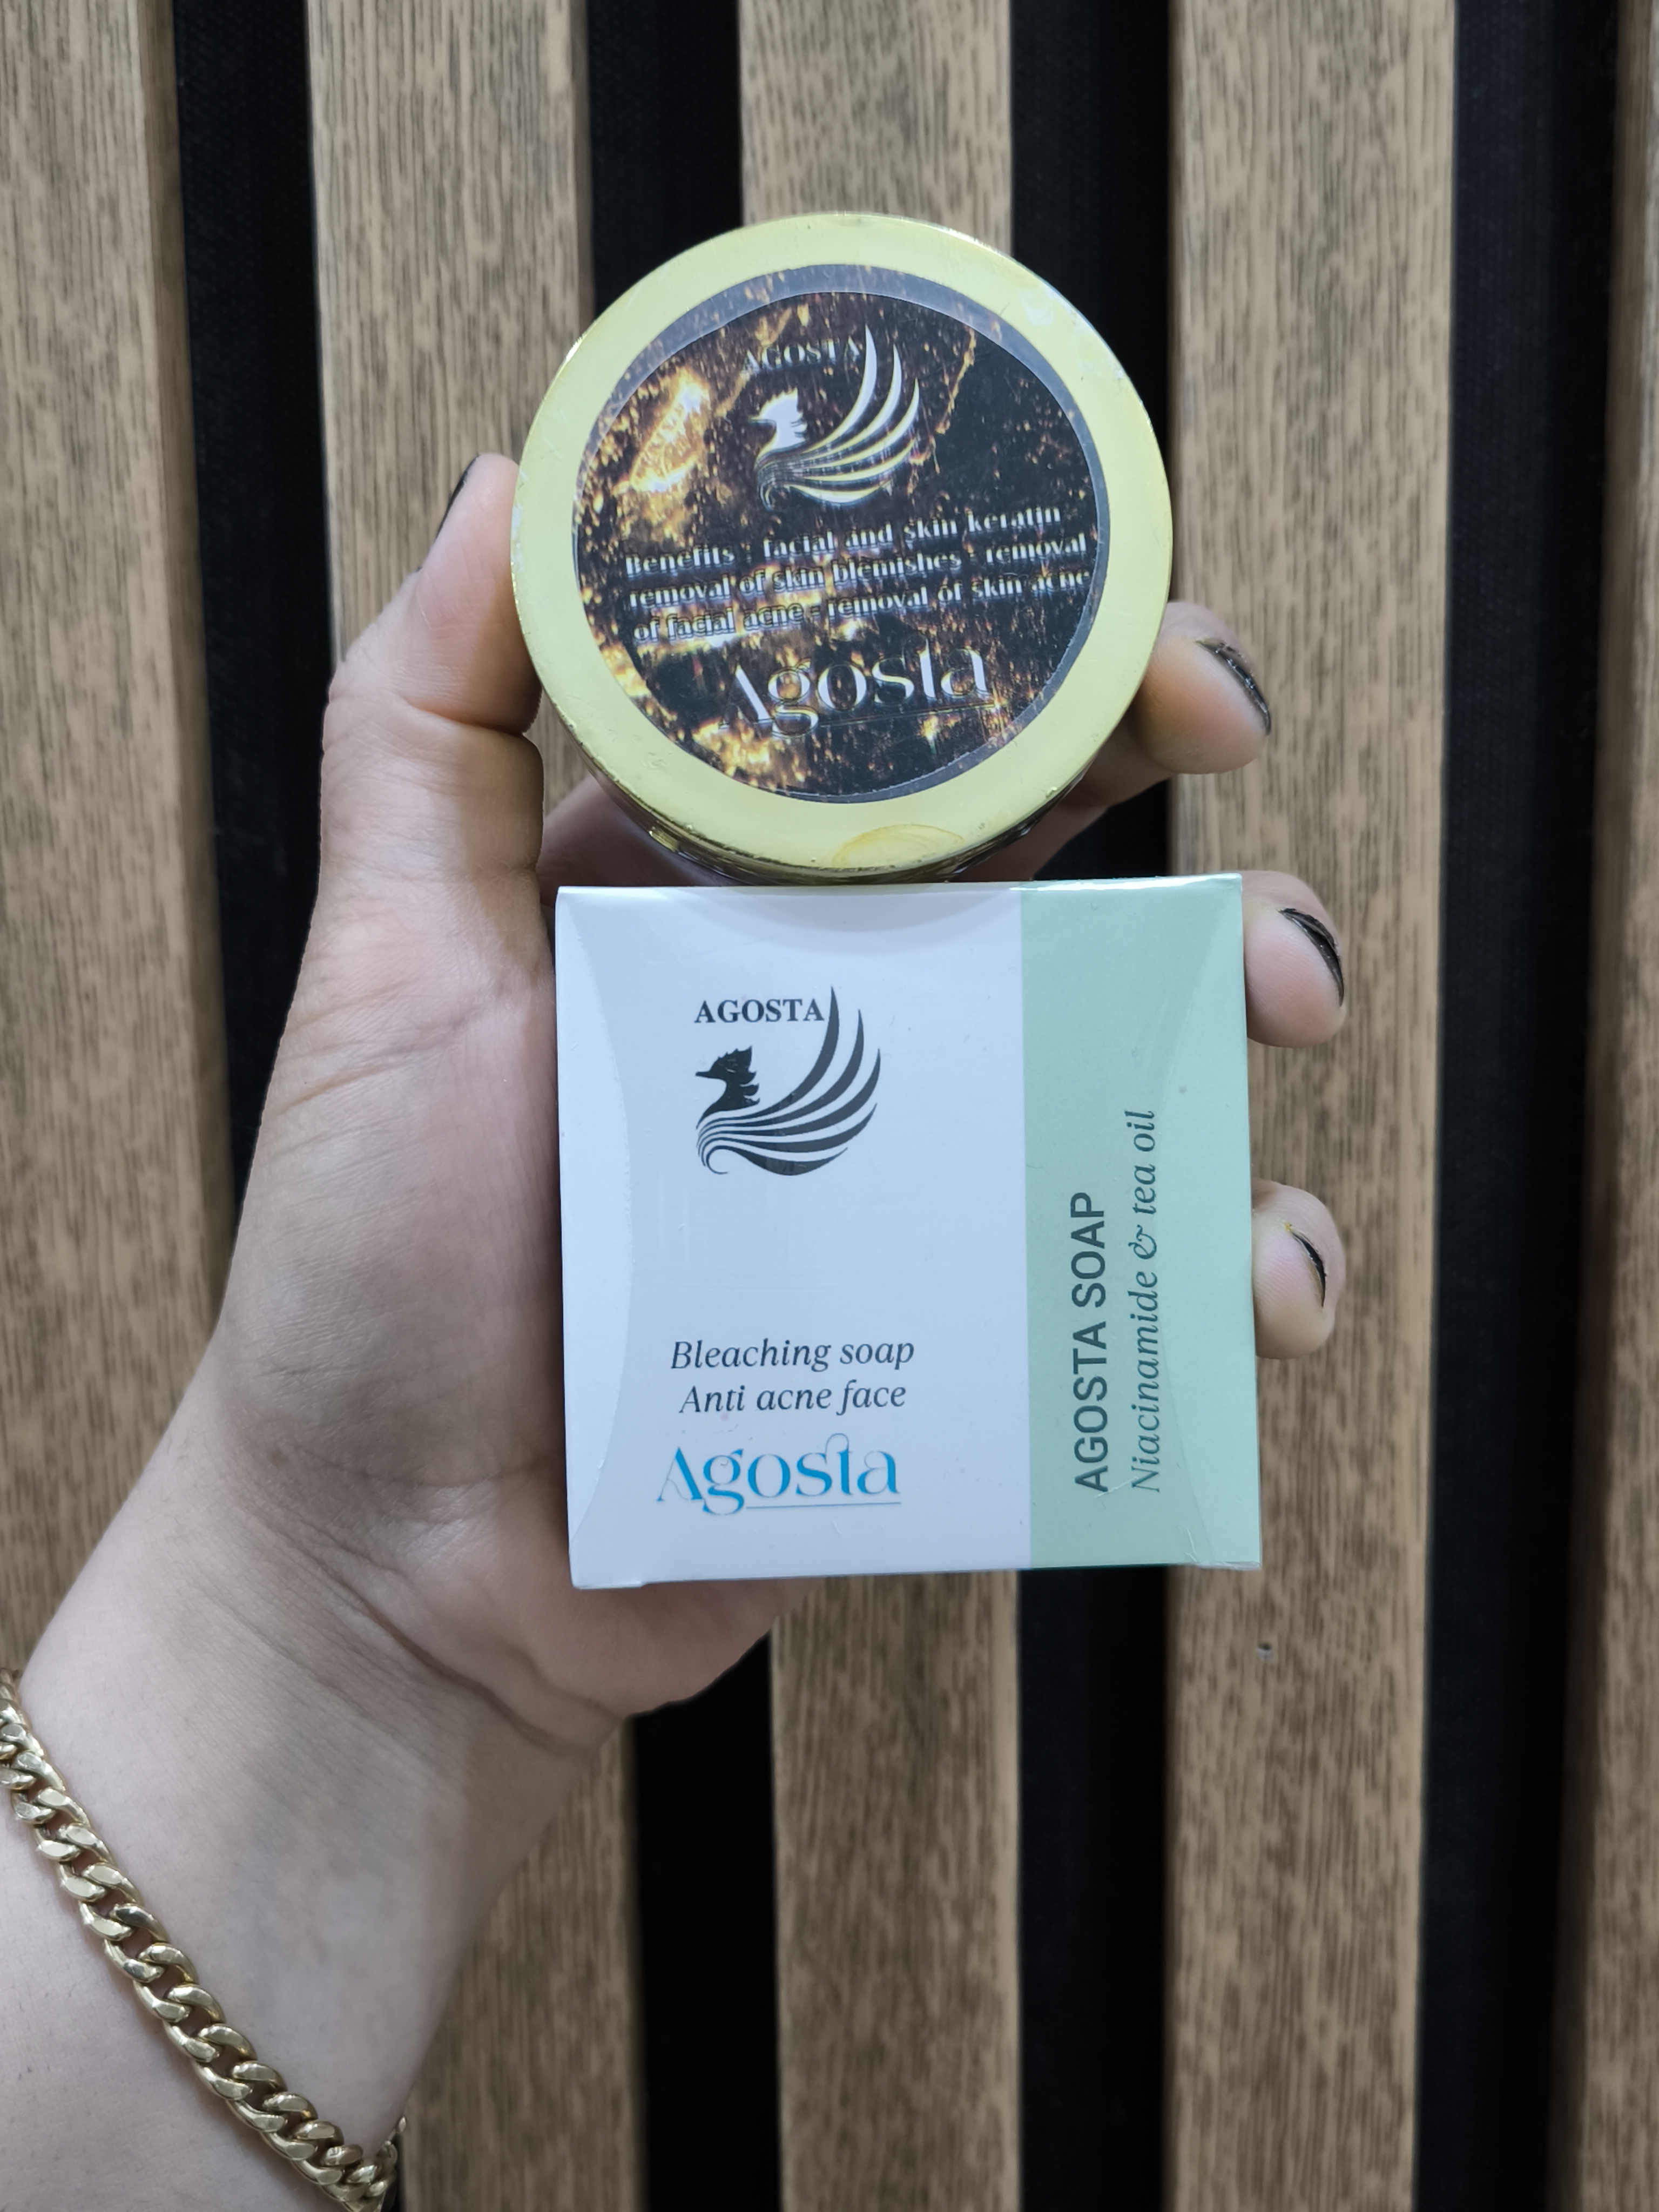 AGOSTA
Benefits - facial and skin keratin
removal of skin blemishes - removal
of facial acne - removal of skin acne
Agosta
AGOSTA
Bleaching soap
Anti acne face
Agosta
AGOSTA SOAP
Niacinamide & tea oil